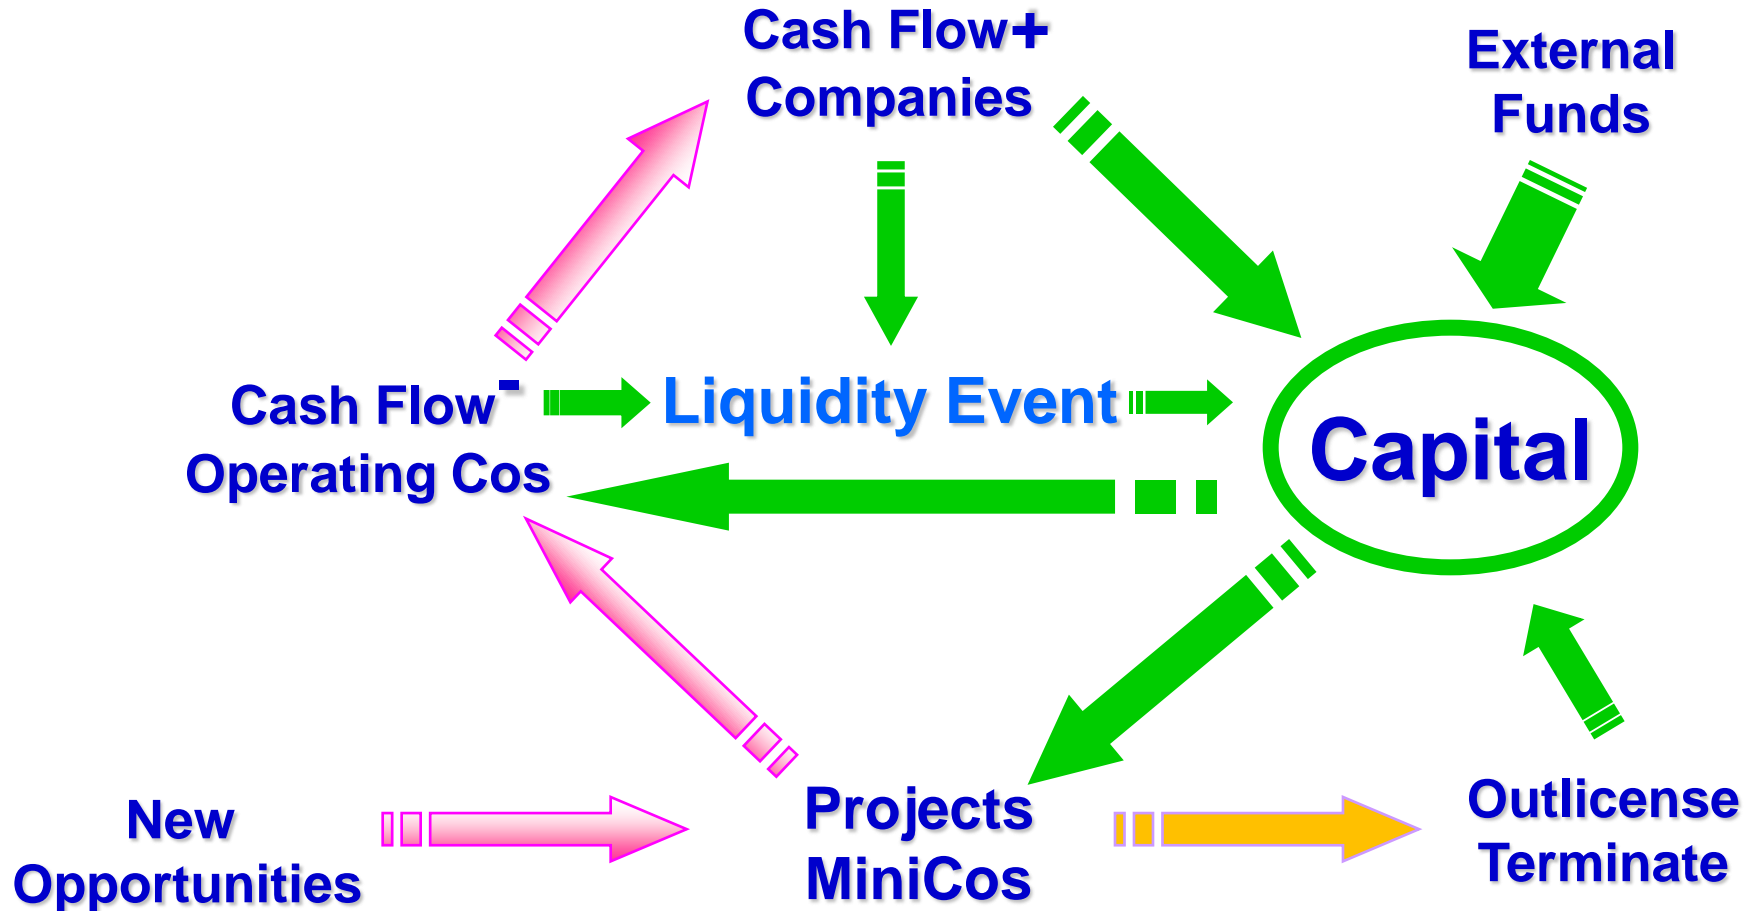 Cash Flow+
Companies
External
Funds
Cash Flow-
Operating Cos
Liquidity Event
Capital
New
Opportunities
Projects
MiniCos
Outlicense
Terminate